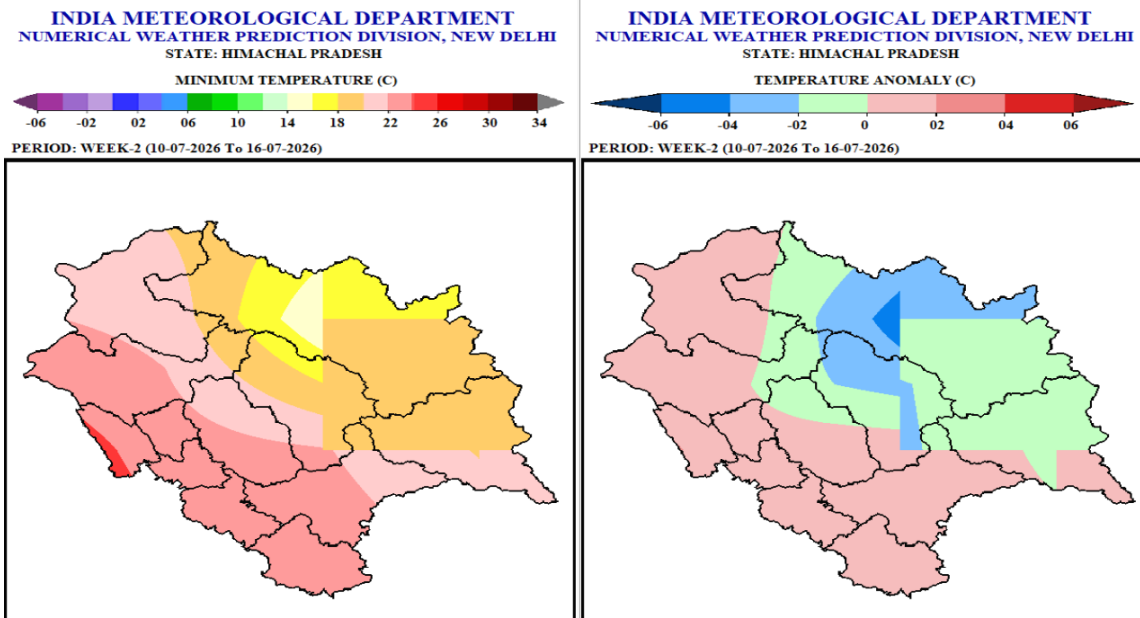 INDIA METEOROLOGICAL DEPARTMENT
NUMERICAL WEATHER PREDICTION DIVISION, NEW DELHI
STATE: HIMACHAL PRADESH
MINIMUM TEMPERATURE (C)
-06 -02 02 06 10 14 18 22 26 30 34
PERIOD: WEEK-2 (10-07-2026 To 16-07-2026)
INDIA METEOROLOGICAL DEPARTMENT
NUMERICAL WEATHER PREDICTION DIVISION, NEW DELHI
STATE: HIMACHAL PRADESH
TEMPERATURE ANOMALY (C)
-06 -04 -02 0 02 04 06
PERIOD: WEEK-2 (10-07-2026 To 16-07-2026)